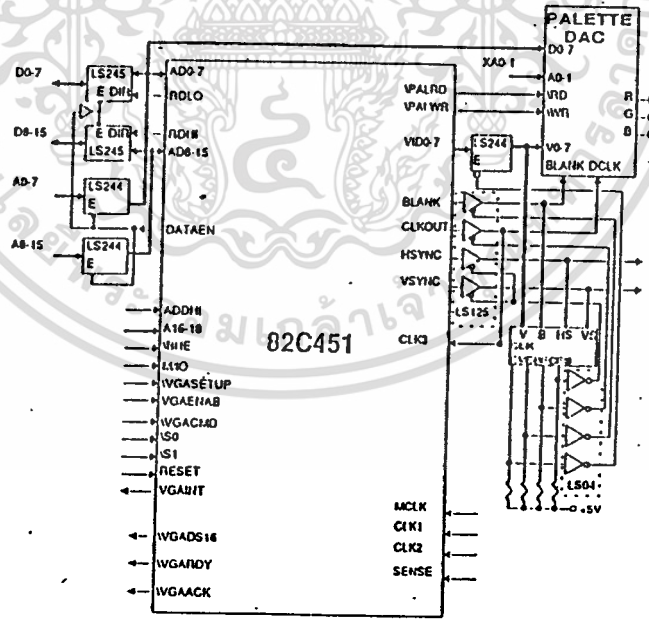 PALETTE
DAC
D0-7
A0-1
\RD
\WR
V0-7
BLANK DCLK
R
G
B
XA0-1
D0-7
LS245
E DIR
AD0-7
RDLO
D8-15
E DIR
LS245
RDHI
AD8-15
A0-7
LS244
E
A8-15
LS244
E
DATAEN
ADDHI
A16-18
\BHE
M\IO
\VGASETUP
VGAENAB
\VGACMD
\S0
\S1
RESET
VGAINT
\VGADS16
\VGARDY
\VGAACK
82C451
\PALRD
\PALWR
VID0-7
LS244
E
BLANK
CLKOUT
HSYNC
VSYNC
LS125
CLK3
V B HS VS
CLK
LS04
+5V
MCLK
CLK1
CLK2
SENSE